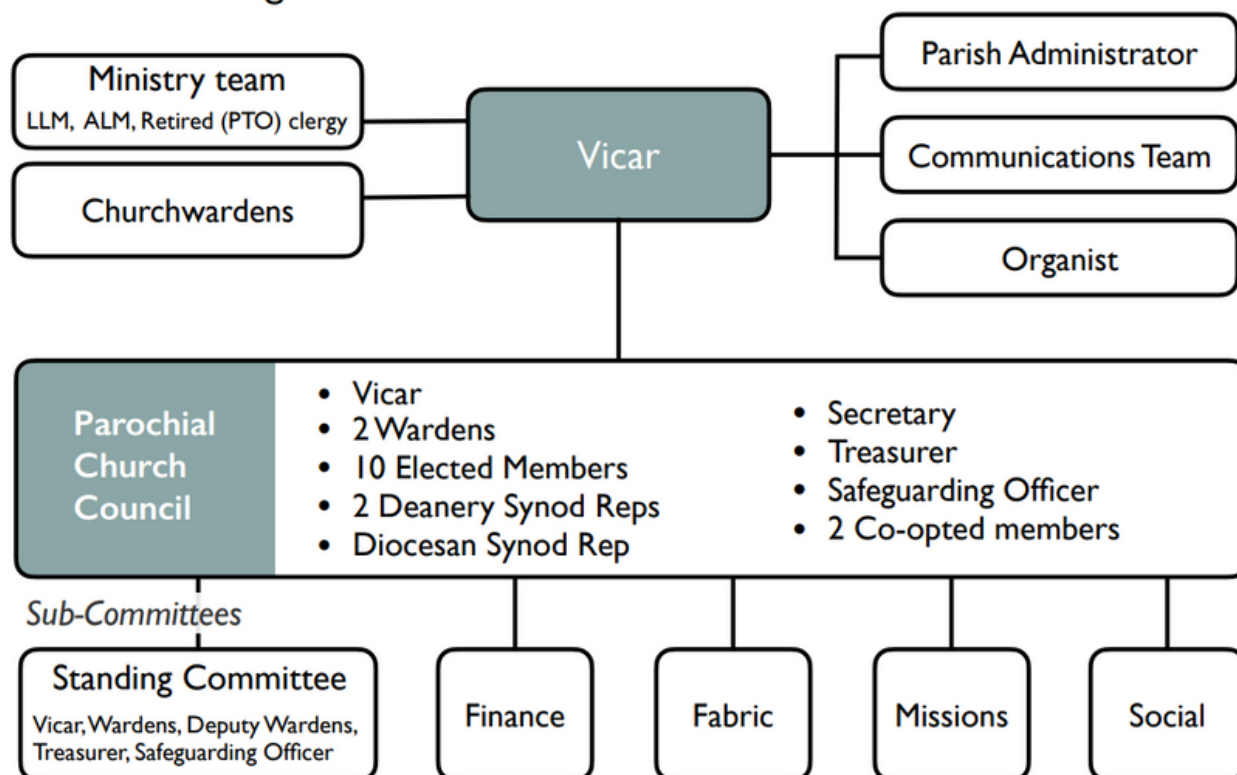 Ministry team
LLM, ALM, Retired (PTO) clergy
Churchwardens
Vicar
Parish Administrator
Communications Team
Organist
Parochial
Church
Council
• Vicar
• 2 Wardens
• 10 Elected Members
• 2 Deanery Synod Reps
• Diocesan Synod Rep
• Secretary
• Treasurer
• Safeguarding Officer
• 2 Co-opted members
Sub-Committees
Standing Committee
Vicar, Wardens, Deputy Wardens,
Treasurer, Safeguarding Officer
Finance
Fabric
Missions
Social